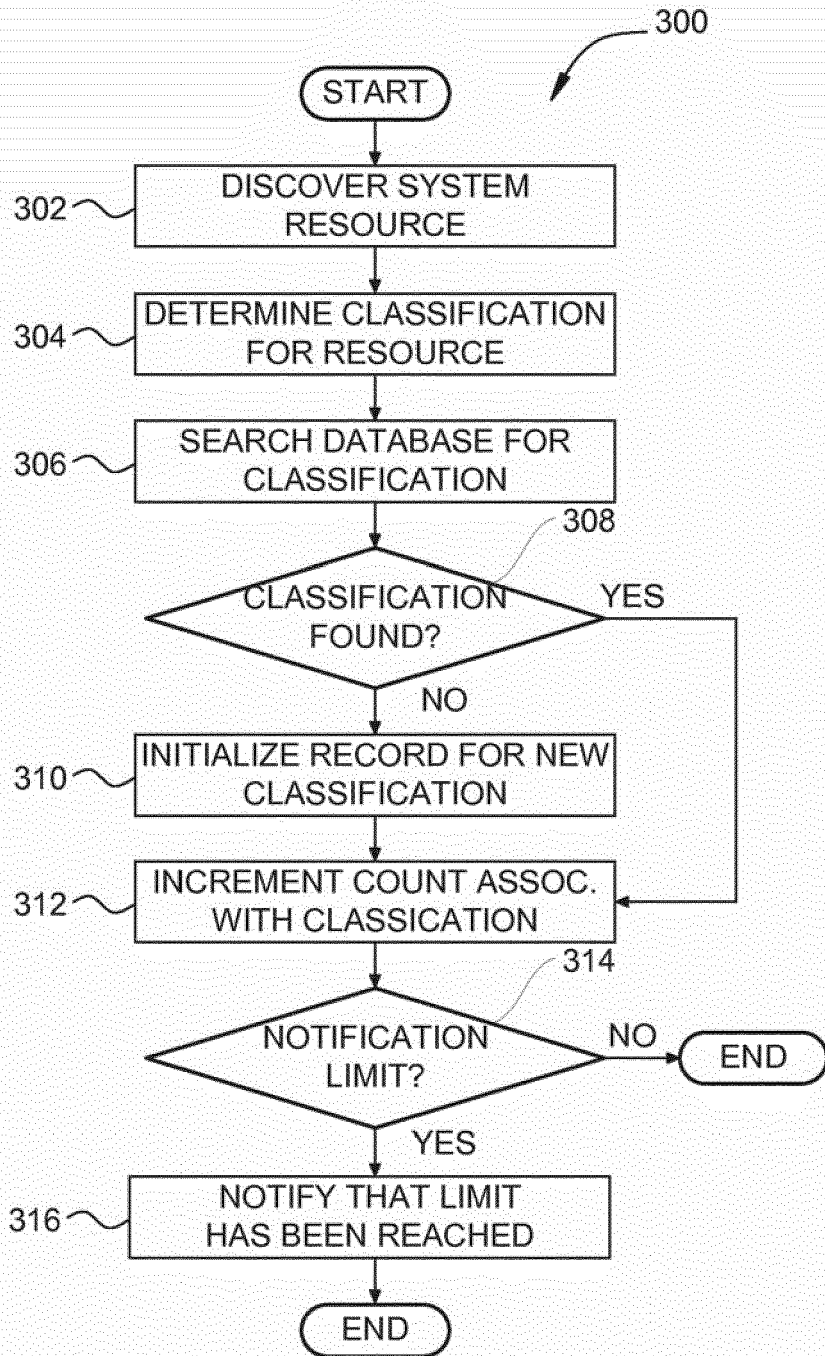 300
START
302
DISCOVER SYSTEM
RESOURCE
304
DETERMINE CLASSIFICATION
FOR RESOURCE
306
SEARCH DATABASE FOR
CLASSIFICATION
308
CLASSIFICATION
FOUND?
YES
NO
310
INITIALIZE RECORD FOR NEW
CLASSIFICATION
312
INCREMENT COUNT ASSOC.
WITH CLASSICATION
314
NOTIFICATION
LIMIT?
NO
END
YES
316
NOTIFY THAT LIMIT
HAS BEEN REACHED
END